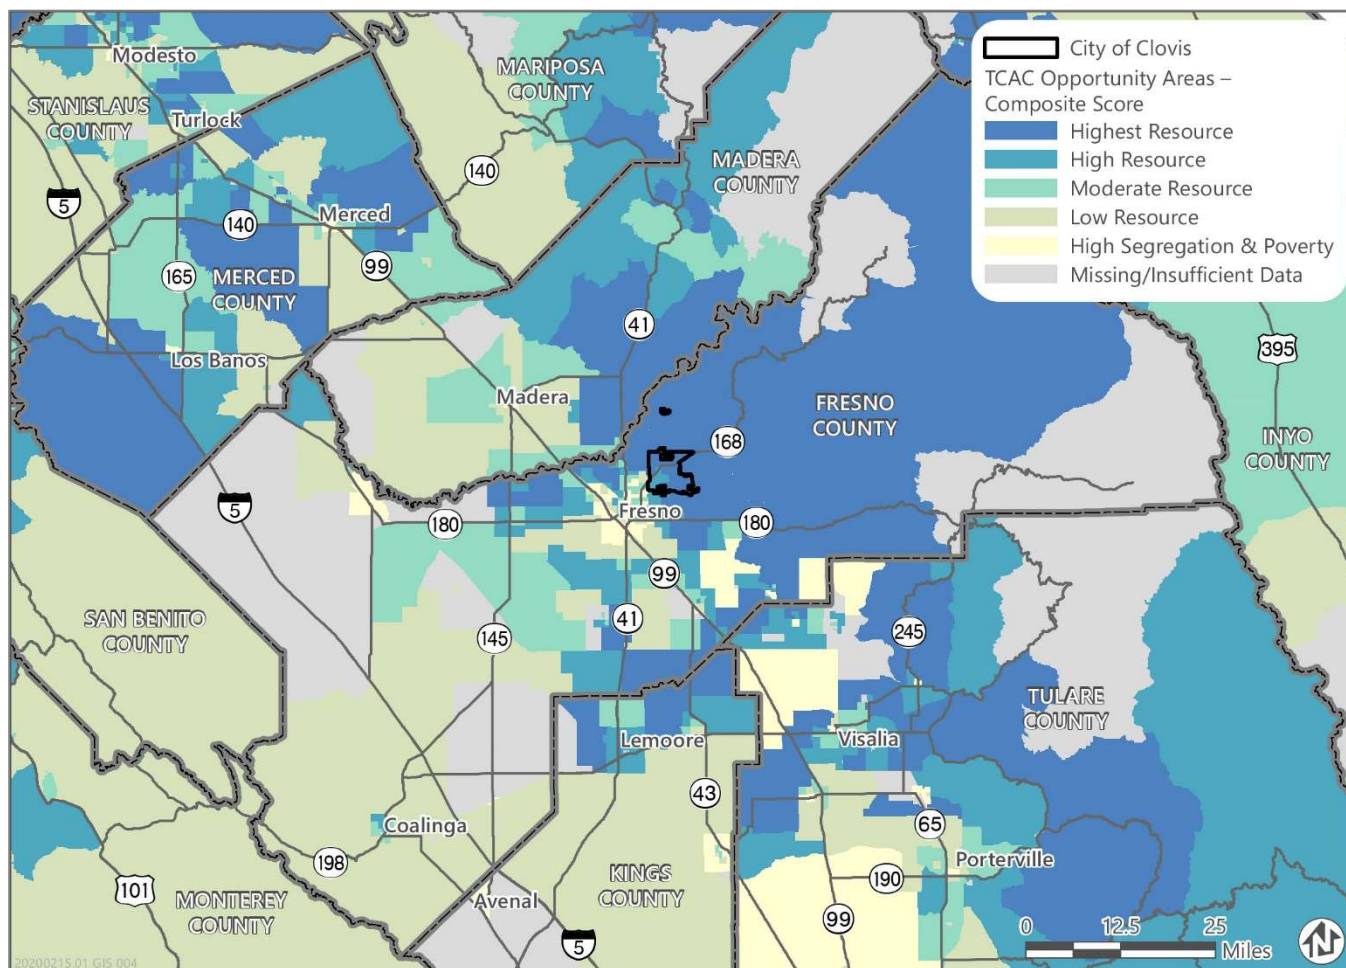 City of Clovis
TCAC Opportunity Areas –
Composite Score
Highest Resource
High Resource
Moderate Resource
Low Resource
High Segregation & Poverty
Missing/Insufficient Data
Modesto
STANISLAUS
COUNTY
Turlock
MARIPOSA
COUNTY
MADERA
COUNTY
5
140
140
Merced
99
165
MERCED
COUNTY
Los Banos
41
395
Madera
FRESNO
COUNTY
INYO
COUNTY
168
5
180
Fresno
180
99
41
145
245
SAN BENITO
COUNTY
TULARE
COUNTY
Lemoore
Visalia
43
65
Coalinga
198
Porterville
190
KINGS
COUNTY
101
MONTEREY
COUNTY
Avenal
99
5
0 12.5 25
Miles
N
20200215.01 GIS 004